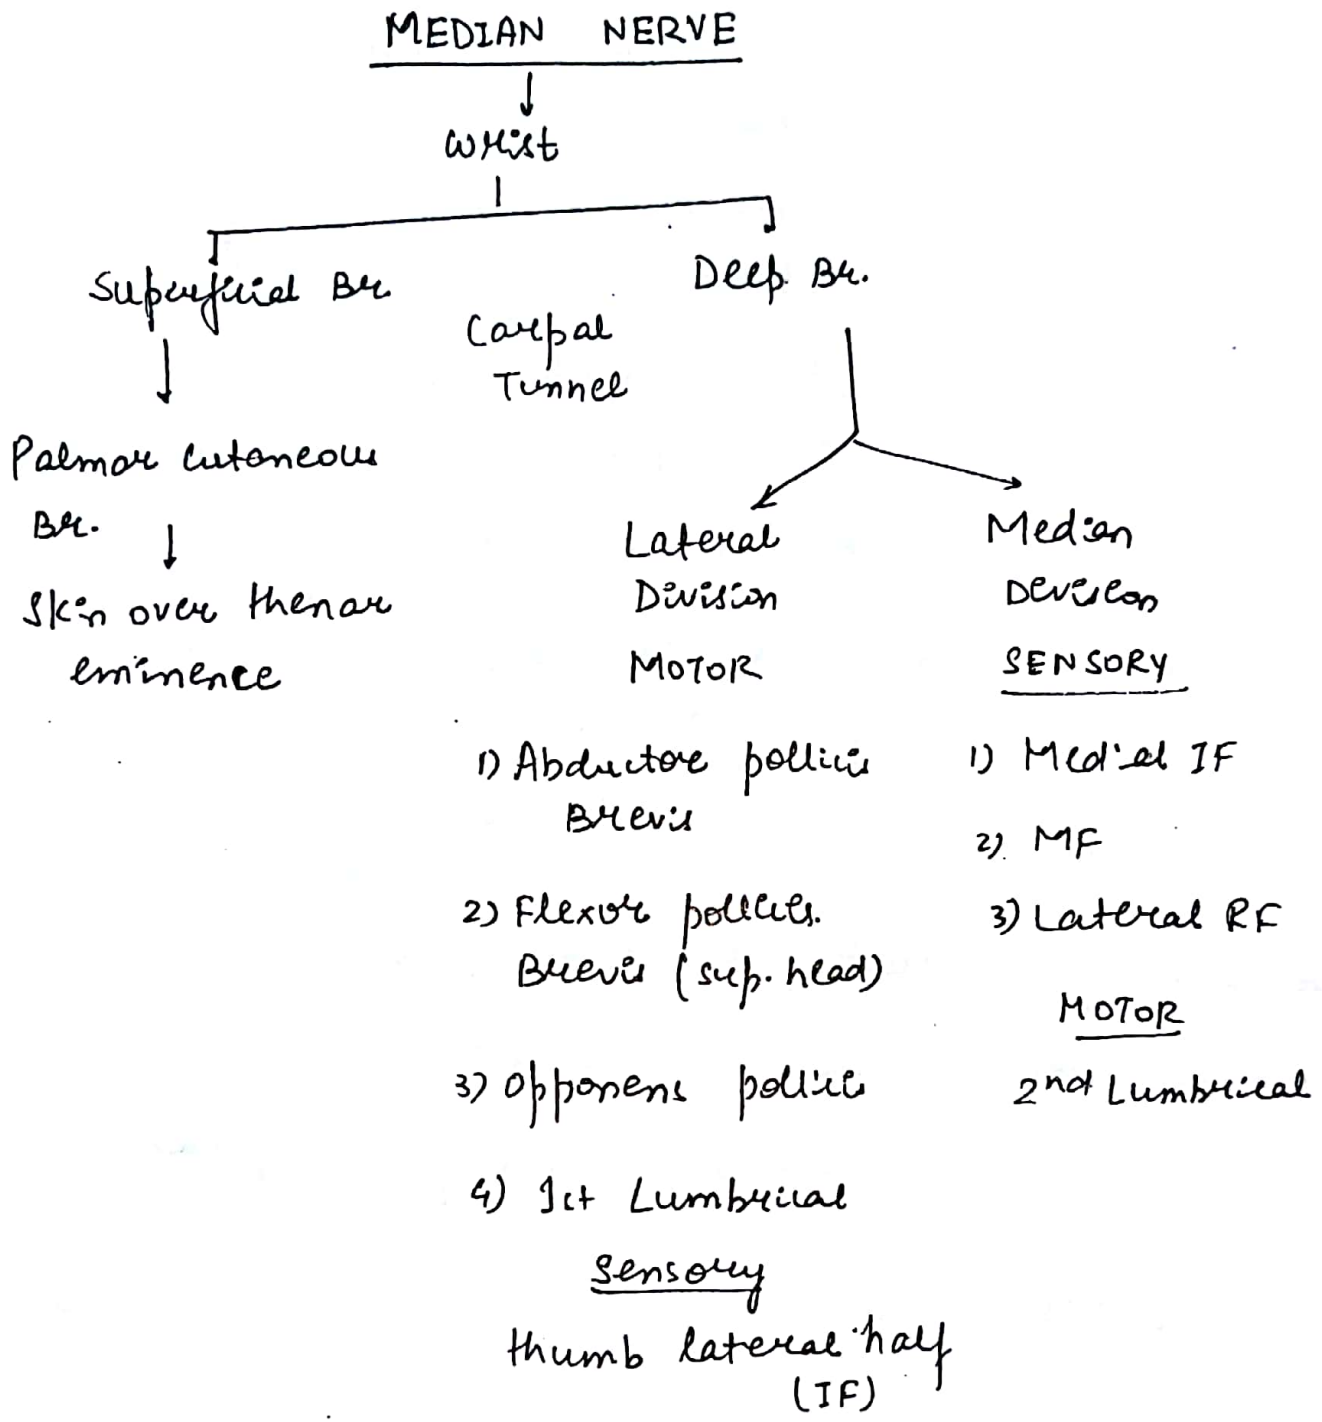 MEDIAN NERVE
Wrist
Superficial Br.
Deep Br.
Carpal
Tunnel
Palmar cutaneous
Br.
Skin over thenar
eminence
Lateral
Division
MOTOR
1) Abductor pollicis
Brevis
2) Flexor pollicis.
Brevis (sup. head)
3) Opponens pollicis
4) 1st Lumbrical
Sensory
thumb lateral half
(IF)
Median
Division
SENSORY
1) Medial IF
2) MF
3) Lateral RF
MOTOR
2nd Lumbrical